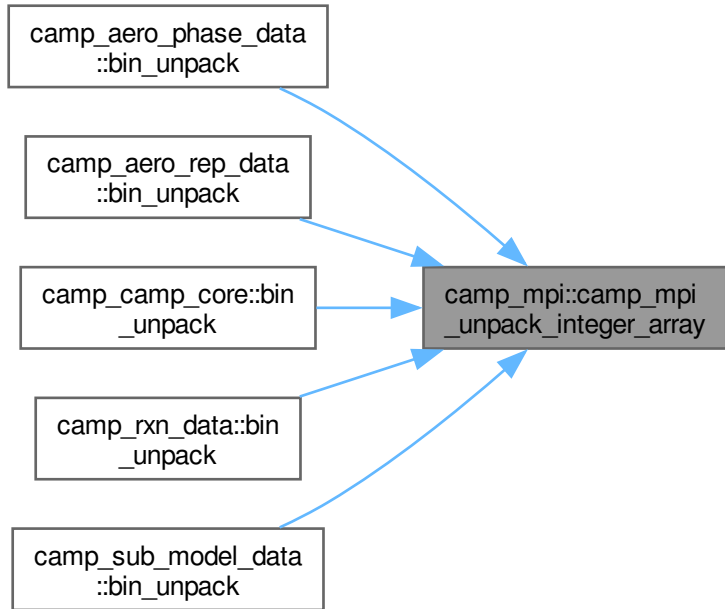 camp_aero_phase_data
::bin_unpack
camp_aero_rep_data
::bin_unpack
camp_camp_core::bin
_unpack
camp_mpi::camp_mpi
_unpack_integer_array
camp_rxn_data::bin
_unpack
camp_sub_model_data
::bin_unpack